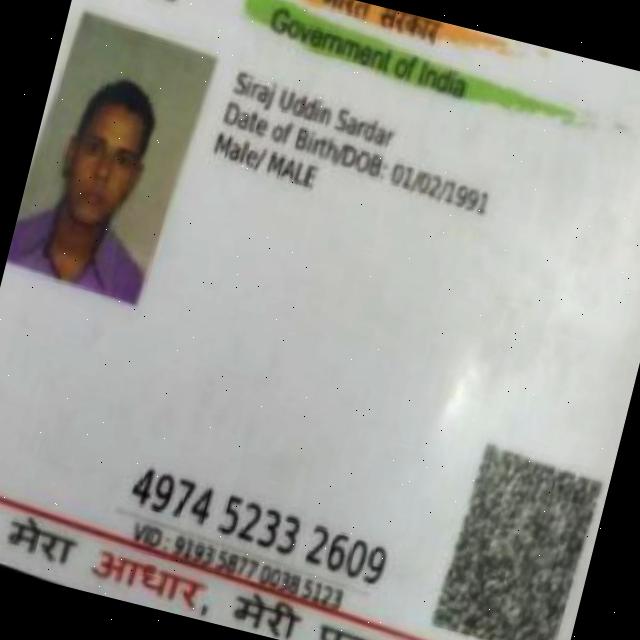 भारत सरकार
Government of India
Siraj Uddin Sardar
Date of Birth/DOB: 01/02/1991
Male/ MALE
4974 5233 2609
VID : 9193 5877 0038 5123
मेरा आधार, मेरी